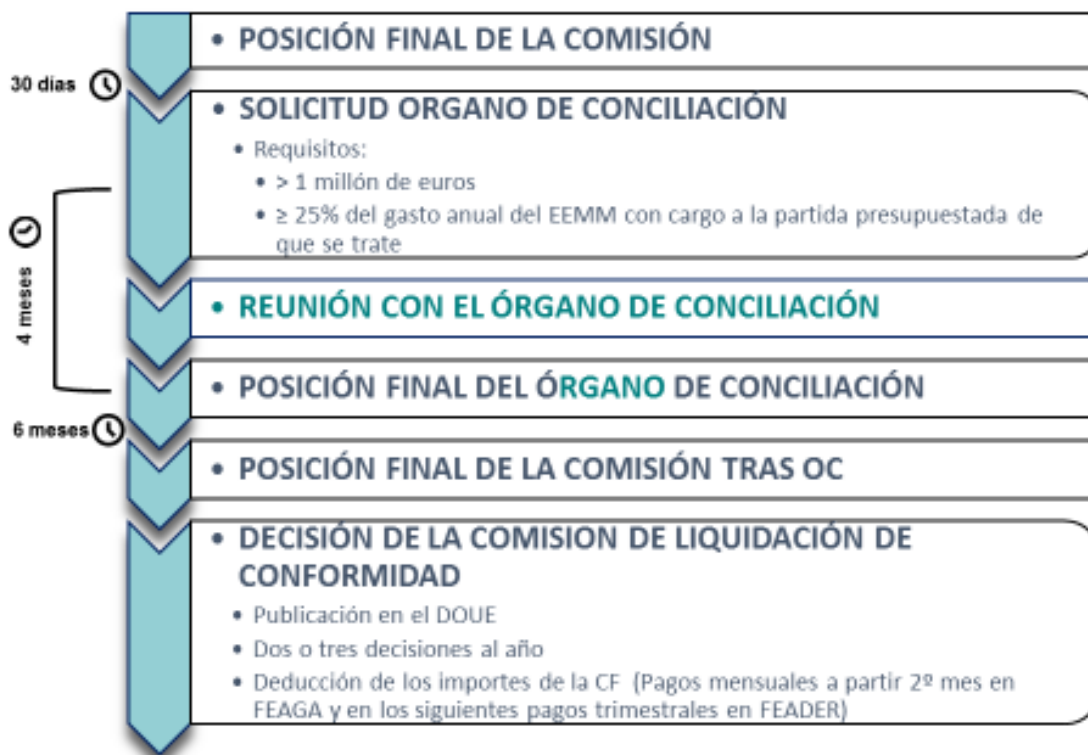 • POSICIÓN FINAL DE LA COMISIÓN
30 días
• SOLICITUD ORGANO DE CONCILIACIÓN
• Requisitos:
• > 1 millón de euros
• ≥ 25% del gasto anual del EEMM con cargo a la partida presupuestada de
que se trate
4 meses
• REUNIÓN CON EL ÓRGANO DE CONCILIACIÓN
• POSICIÓN FINAL DEL ÓRGANO DE CONCILIACIÓN
6 meses
• POSICIÓN FINAL DE LA COMISIÓN TRAS OC
• DECISIÓN DE LA COMISION DE LIQUIDACIÓN DE
CONFORMIDAD
• Publicación en el DOUE
• Dos o tres decisiones al año
• Deducción de los importes de la CF (Pagos mensuales a partir 2º mes en
FEAGA y en los siguientes pagos trimestrales en FEADER)